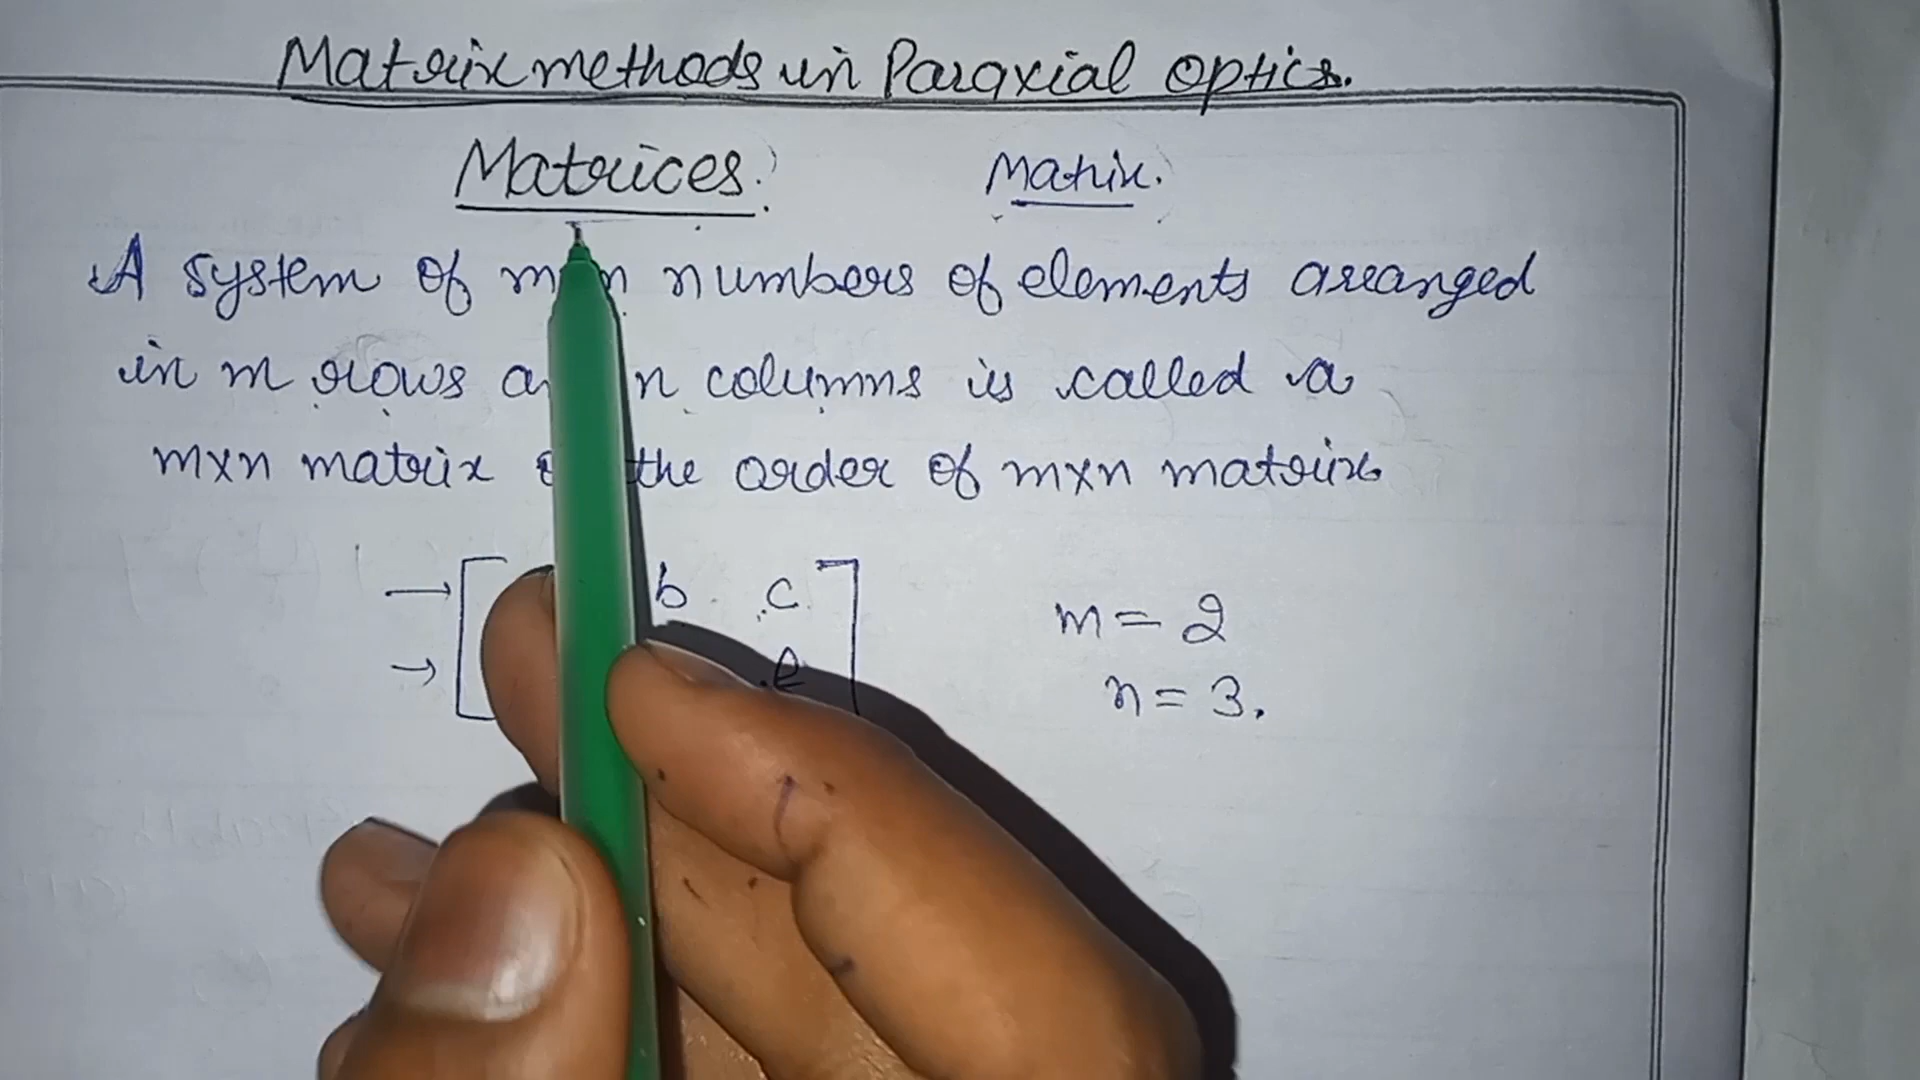 Matrix methods in Paraxial optics.
Matrices. Matrix.
A system of numbers of elements arranged
in m rows n columns is called a
mxn matrix the order of mxn matrix
→ [ b c ]
→ e
m = 2
n = 3.